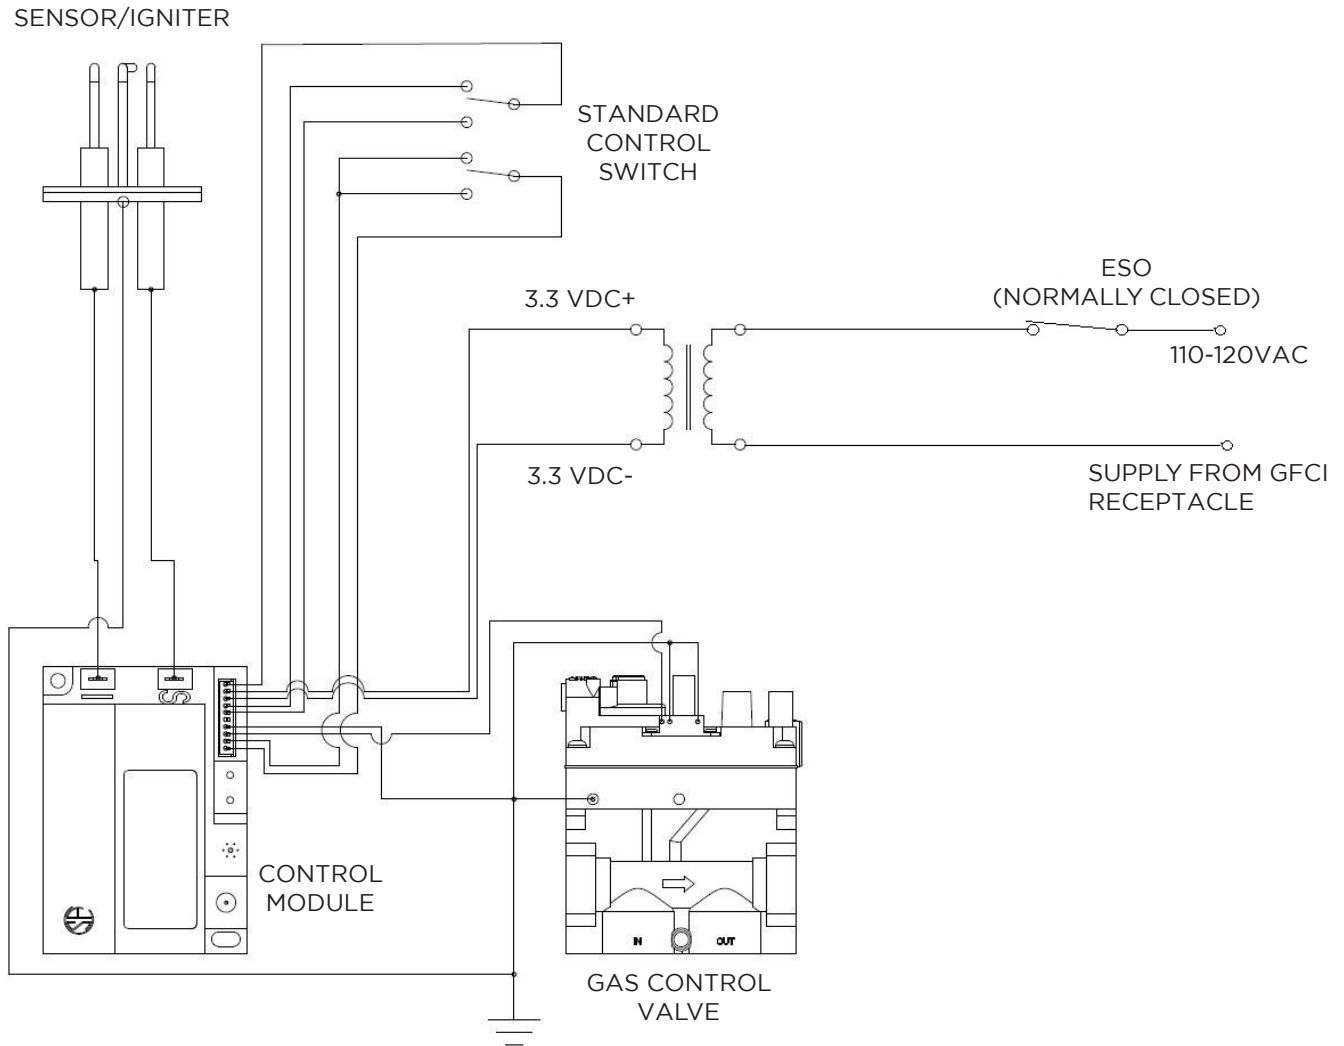 SENSOR/IGNITER
STANDARD
CONTROL
SWITCH
ESO
(NORMALLY CLOSED)
3.3 VDC+
110-120VAC
3.3 VDC-
SUPPLY FROM GFCI
RECEPTACLE
I
S
CONTROL
MODULE
IN
OUT
GAS CONTROL
VALVE